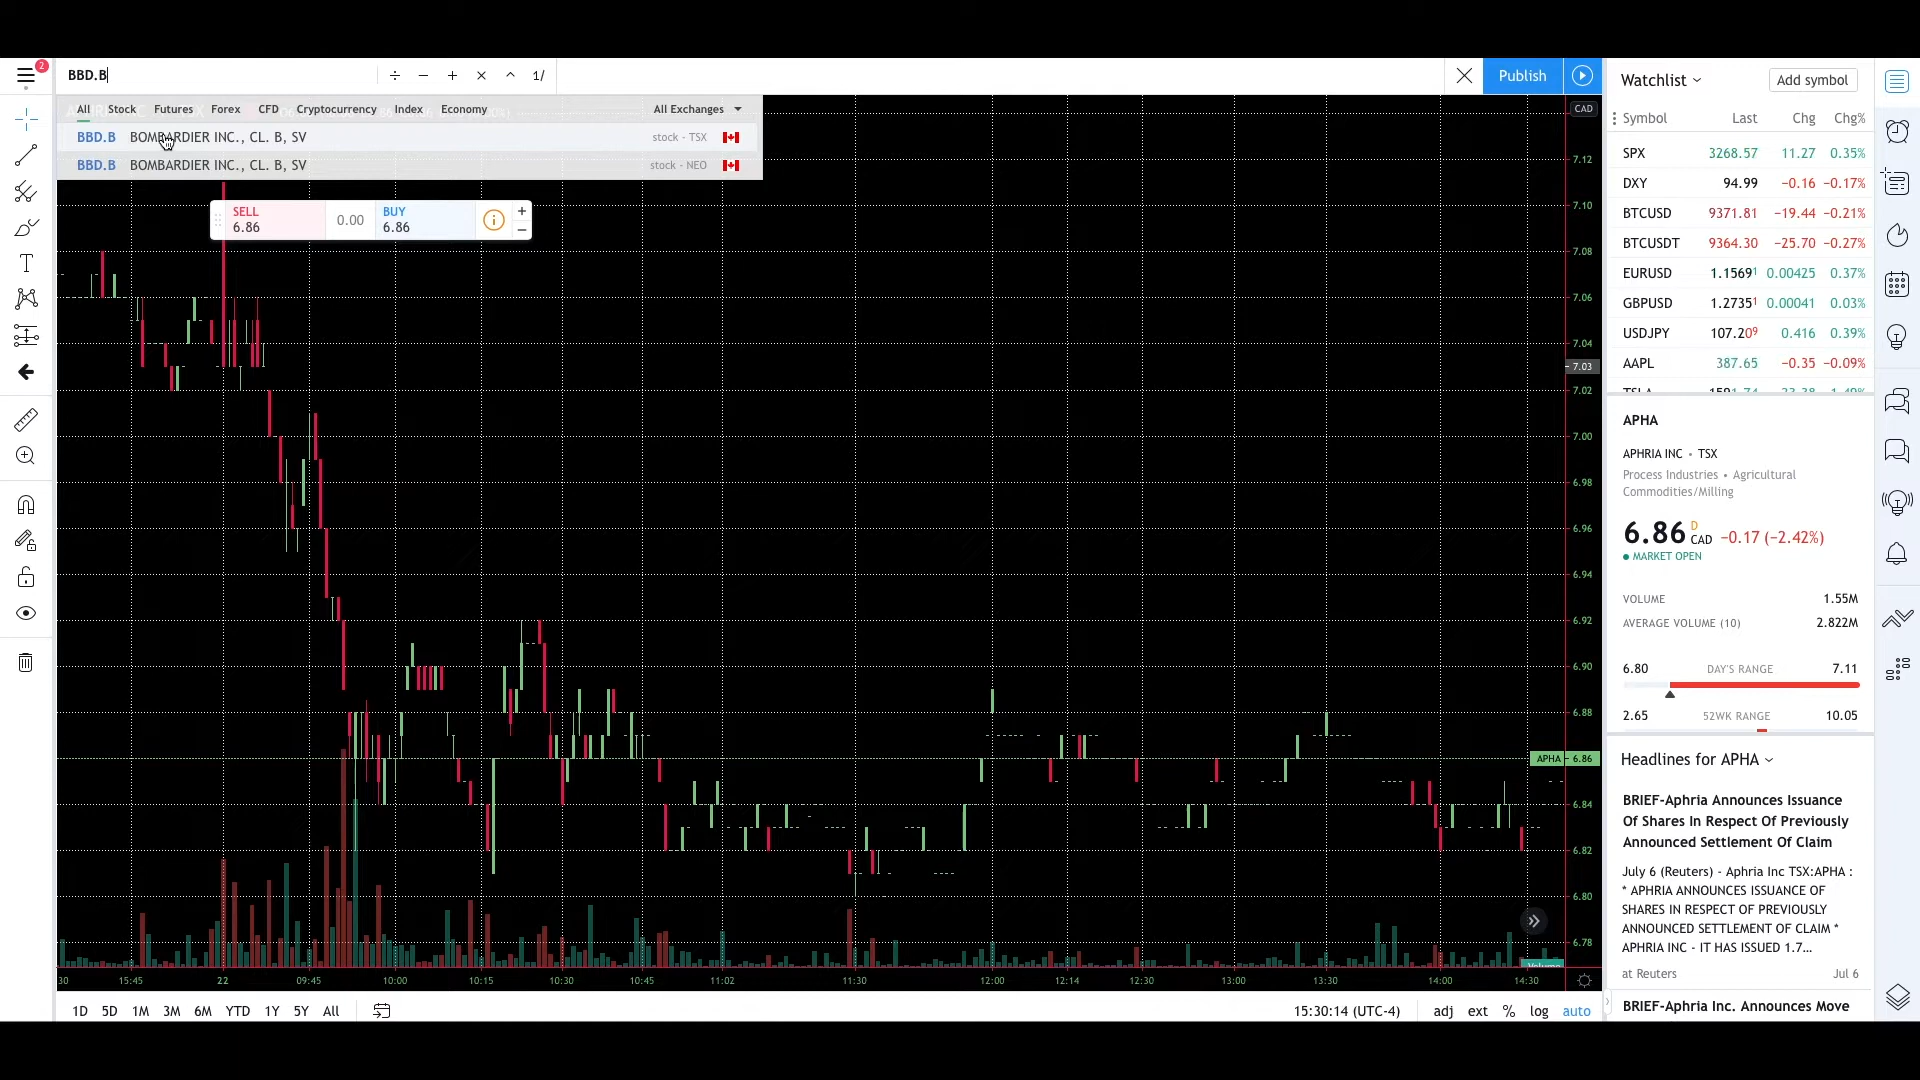 2
BBD.B
÷ − + × ^ 1/
Publish
All Stock Futures Forex CFD Cryptocurrency Index Economy
All Exchanges
BBD.B BOMBARDIER INC., CL. B, SV stock - TSX
BBD.B BOMBARDIER INC., CL. B, SV stock - NEO
SELL
6.86
0.00
BUY
6.86
CAD
7.12
7.10
7.08
7.06
7.04
7.03
7.02
7.00
6.98
6.96
6.94
6.92
6.90
6.88
APHA 6.86
6.84
6.82
6.80
6.78
Volume
30 15:45 22 09:45 10:00 10:15 10:30 10:45 11:02 11:30 12:00 12:14 12:30 13:00 13:30 14:00 14:30
1D 5D 1M 3M 6M YTD 1Y 5Y All
15:30:14 (UTC-4) adj ext % log auto
Watchlist
Add symbol
Symbol Last Chg Chg%
SPX 3268.57 11.27 0.35%
DXY 94.99 −0.16 −0.17%
BTCUSD 9371.81 −19.44 −0.21%
BTCUSDT 9364.30 −25.70 −0.27%
EURUSD 1.15691 0.00425 0.37%
GBPUSD 1.27351 0.00041 0.03%
USDJPY 107.209 0.416 0.39%
AAPL 387.65 −0.35 −0.09%
APHA
APHRIA INC • TSX
Process Industries • Agricultural
Commodities/Milling
6.86 D CAD −0.17 (−2.42%)
MARKET OPEN
VOLUME 1.55M
AVERAGE VOLUME (10) 2.822M
6.80 DAY'S RANGE 7.11
2.65 52WK RANGE 10.05
Headlines for APHA
BRIEF-Aphria Announces Issuance
Of Shares In Respect Of Previously
Announced Settlement Of Claim
July 6 (Reuters) - Aphria Inc TSX:APHA :
* APHRIA ANNOUNCES ISSUANCE OF
SHARES IN RESPECT OF PREVIOUSLY
ANNOUNCED SETTLEMENT OF CLAIM *
APHRIA INC - IT HAS ISSUED 1.7...
at Reuters Jul 6
BRIEF-Aphria Inc. Announces Move